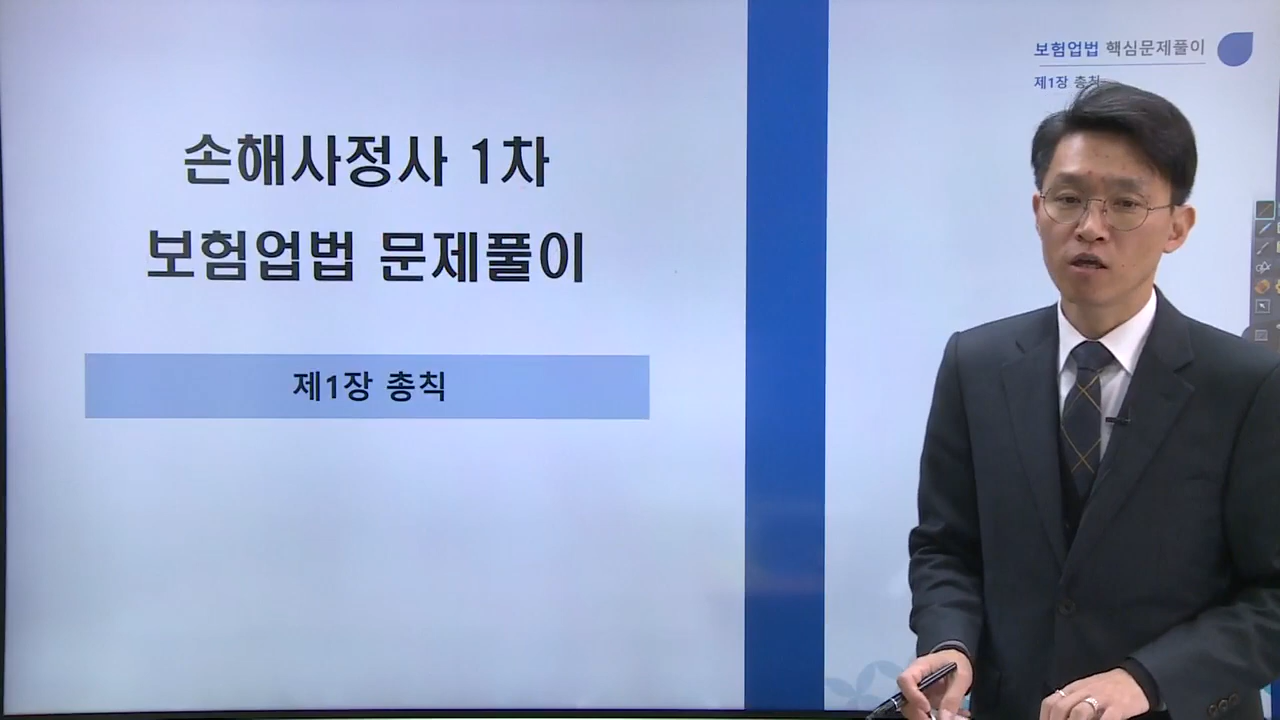 손해사정사 1차
보험업법 문제풀이
제1장 총칙
보험업법 핵심문제풀이
제1장 총칙